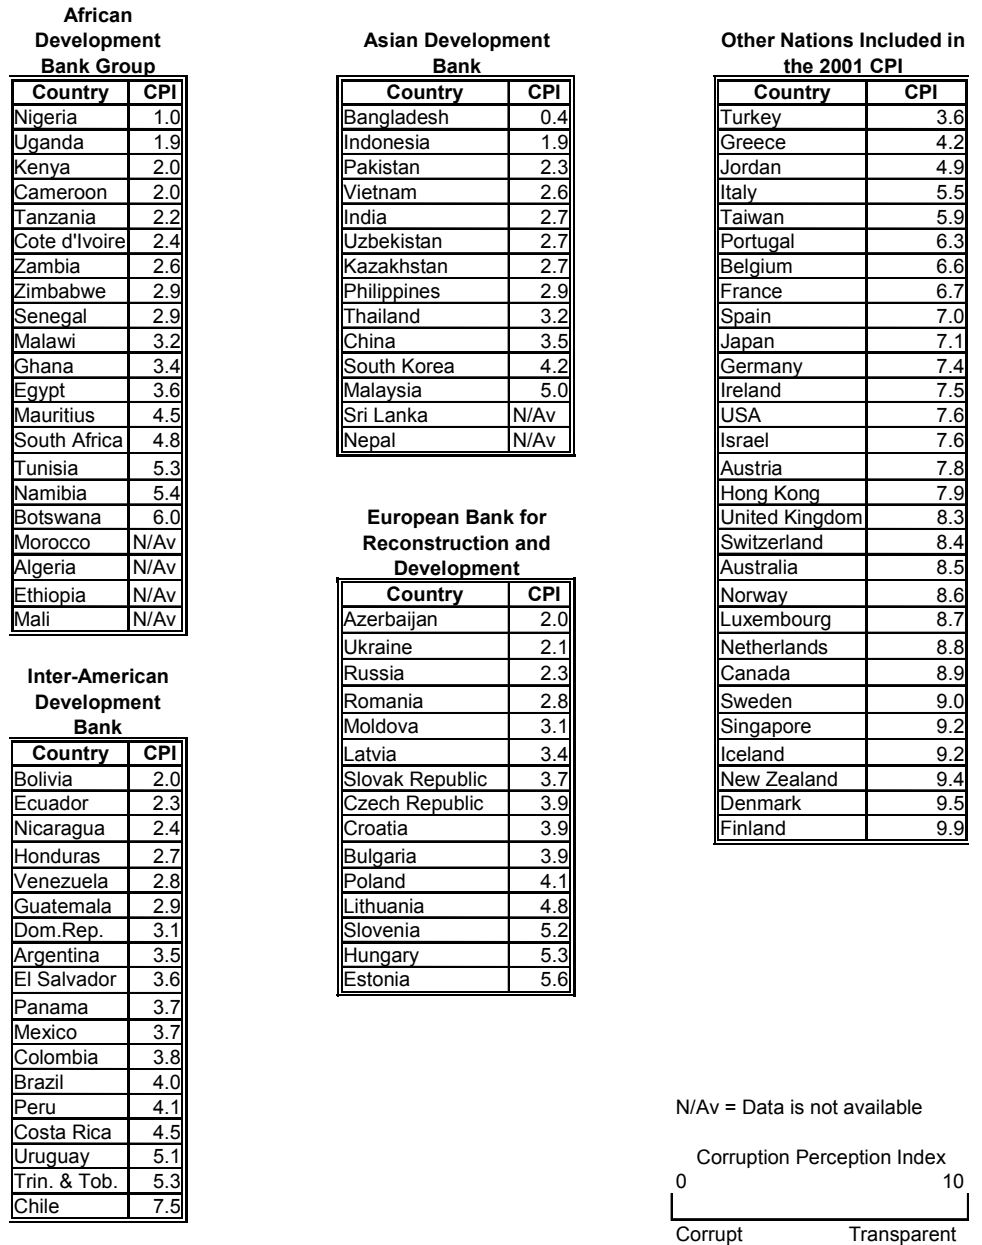 African
Development
Bank Group
Country CPI
Nigeria 1.0
Uganda 1.9
Kenya 2.0
Cameroon 2.0
Tanzania 2.2
Cote d'Ivoire 2.4
Zambia 2.6
Zimbabwe 2.9
Senegal 2.9
Malawi 3.2
Ghana 3.4
Egypt 3.6
Mauritius 4.5
South Africa 4.8
Tunisia 5.3
Namibia 5.4
Botswana 6.0
Morocco N/Av
Algeria N/Av
Ethiopia N/Av
Mali N/Av
Inter-American
Development
Bank
Country CPI
Bolivia 2.0
Ecuador 2.3
Nicaragua 2.4
Honduras 2.7
Venezuela 2.8
Guatemala 2.9
Dom.Rep. 3.1
Argentina 3.5
El Salvador 3.6
Panama 3.7
Mexico 3.7
Colombia 3.8
Brazil 4.0
Peru 4.1
Costa Rica 4.5
Uruguay 5.1
Trin. & Tob. 5.3
Chile 7.5
Asian Development
Bank
Country CPI
Bangladesh 0.4
Indonesia 1.9
Pakistan 2.3
Vietnam 2.6
India 2.7
Uzbekistan 2.7
Kazakhstan 2.7
Philippines 2.9
Thailand 3.2
China 3.5
South Korea 4.2
Malaysia 5.0
Sri Lanka N/Av
Nepal N/Av
European Bank for
Reconstruction and
Development
Country CPI
Azerbaijan 2.0
Ukraine 2.1
Russia 2.3
Romania 2.8
Moldova 3.1
Latvia 3.4
Slovak Republic 3.7
Czech Republic 3.9
Croatia 3.9
Bulgaria 3.9
Poland 4.1
Lithuania 4.8
Slovenia 5.2
Hungary 5.3
Estonia 5.6
Other Nations Included in
the 2001 CPI
Country CPI
Turkey 3.6
Greece 4.2
Jordan 4.9
Italy 5.5
Taiwan 5.9
Portugal 6.3
Belgium 6.6
France 6.7
Spain 7.0
Japan 7.1
Germany 7.4
Ireland 7.5
USA 7.6
Israel 7.6
Austria 7.8
Hong Kong 7.9
United Kingdom 8.3
Switzerland 8.4
Australia 8.5
Norway 8.6
Luxembourg 8.7
Netherlands 8.8
Canada 8.9
Sweden 9.0
Singapore 9.2
Iceland 9.2
New Zealand 9.4
Denmark 9.5
Finland 9.9
N/Av = Data is not available
Corruption Perception Index
0 10
Corrupt Transparent